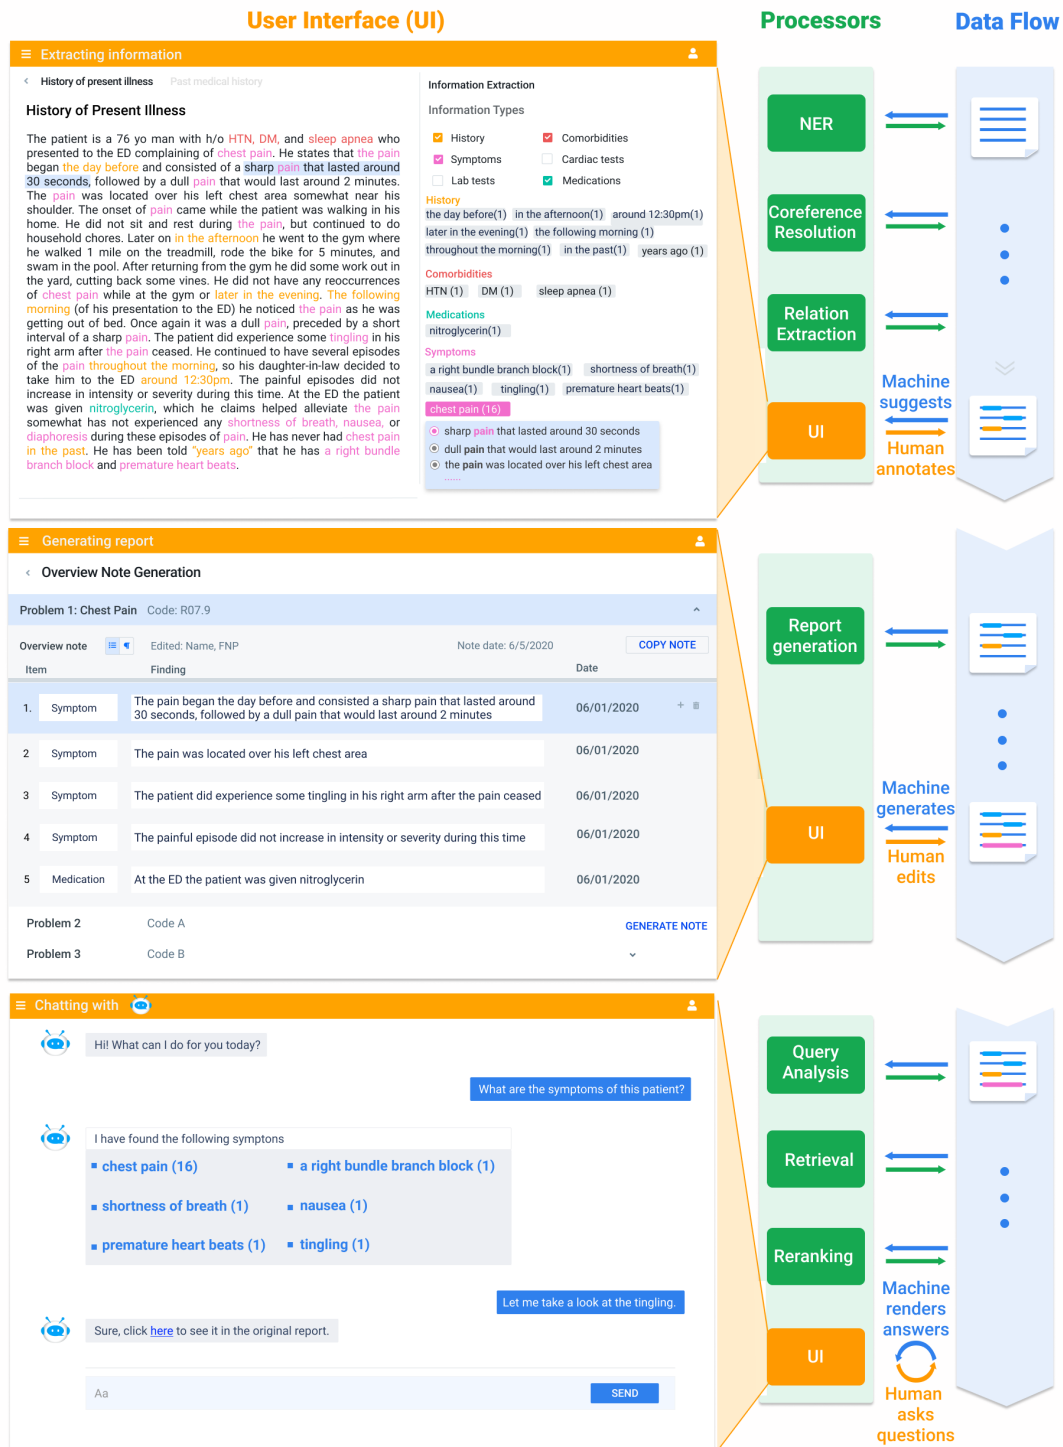 User Interface (UI)
Processors
Data Flow
Extracting information
History of present illness Past medical history
History of Present Illness
The patient is a 76 yo man with h/o HTN, DM, and sleep apnea who
presented to the ED complaining of chest pain. He states that the pain
began the day before and consisted of a sharp pain that lasted around
30 seconds, followed by a dull pain that would last around 2 minutes.
The pain was located over his left chest area somewhat near his
shoulder. The onset of pain came while the patient was walking in his
home. He did not sit and rest during the pain, but continued to do
household chores. Later on in the afternoon he went to the gym where
he walked 1 mile on the treadmill, rode the bike for 5 minutes, and
swam in the pool. After returning from the gym he did some work out in
the yard, cutting back some vines. He did not have any reoccurrences
of chest pain while at the gym or later in the evening. The following
morning (of his presentation to the ED) he noticed the pain as he was
getting out of bed. Once again it was a dull pain, preceded by a short
interval of a sharp pain. The patient did experience some tingling in his
right arm after the pain ceased. He continued to have several episodes
of the pain throughout the morning, so his daughter-in-law decided to
take him to the ED around 12:30pm. The painful episodes did not
increase in intensity or severity during this time. At the ED the patient
was given nitroglycerin, which he claims helped alleviate the pain
somewhat has not experienced any shortness of breath, nausea, or
diaphoresis during these episodes of pain. He has never had chest pain
in the past. He has been told "years ago" that he has a right bundle
branch block and premature heart beats.
Information Extraction
Information Types
History Comorbidities
Symptoms Cardiac tests
Lab tests Medications
History
the day before(1) in the afternoon(1) around 12:30pm(1)
later in the evening(1) the following morning (1)
throughout the morning(1) in the past(1) years ago (1)
Comorbidities
HTN (1) DM (1) sleep apnea (1)
Medications
nitroglycerin(1)
Symptoms
a right bundle branch block(1) shortness of breath(1)
nausea(1) tingling(1) premature heart beats(1)
chest pain (16)
sharp pain that lasted around 30 seconds
dull pain that would last around 2 minutes
the pain was located over his left chest area
......
NER
Coreference
Resolution
Relation
Extraction
UI
Machine
suggests
Human
annotates
Generating report
Overview Note Generation
Problem 1: Chest Pain Code: R07.9
Overview note Edited: Name, FNP Note date: 6/5/2020 COPY NOTE
Item Finding Date
1. Symptom The pain began the day before and consisted a sharp pain that lasted around
30 seconds, followed by a dull pain that would last around 2 minutes 06/01/2020
2 Symptom The pain was located over his left chest area 06/01/2020
3 Symptom The patient did experience some tingling in his right arm after the pain ceased 06/01/2020
4 Symptom The painful episode did not increase in intensity or severity during this time 06/01/2020
5 Medication At the ED the patient was given nitroglycerin 06/01/2020
Problem 2 Code A GENERATE NOTE
Problem 3 Code B
Report
generation
UI
Machine
generates
Human
edits
Chatting with
Hi! What can I do for you today?
What are the symptoms of this patient?
I have found the following symptons
chest pain (16) a right bundle branch block (1)
shortness of breath (1) nausea (1)
premature heart beats (1) tingling (1)
Let me take a look at the tingling.
Sure, click here to see it in the original report.
Aa SEND
Query
Analysis
Retrieval
Reranking
UI
Machine
renders
answers
Human
asks
questions